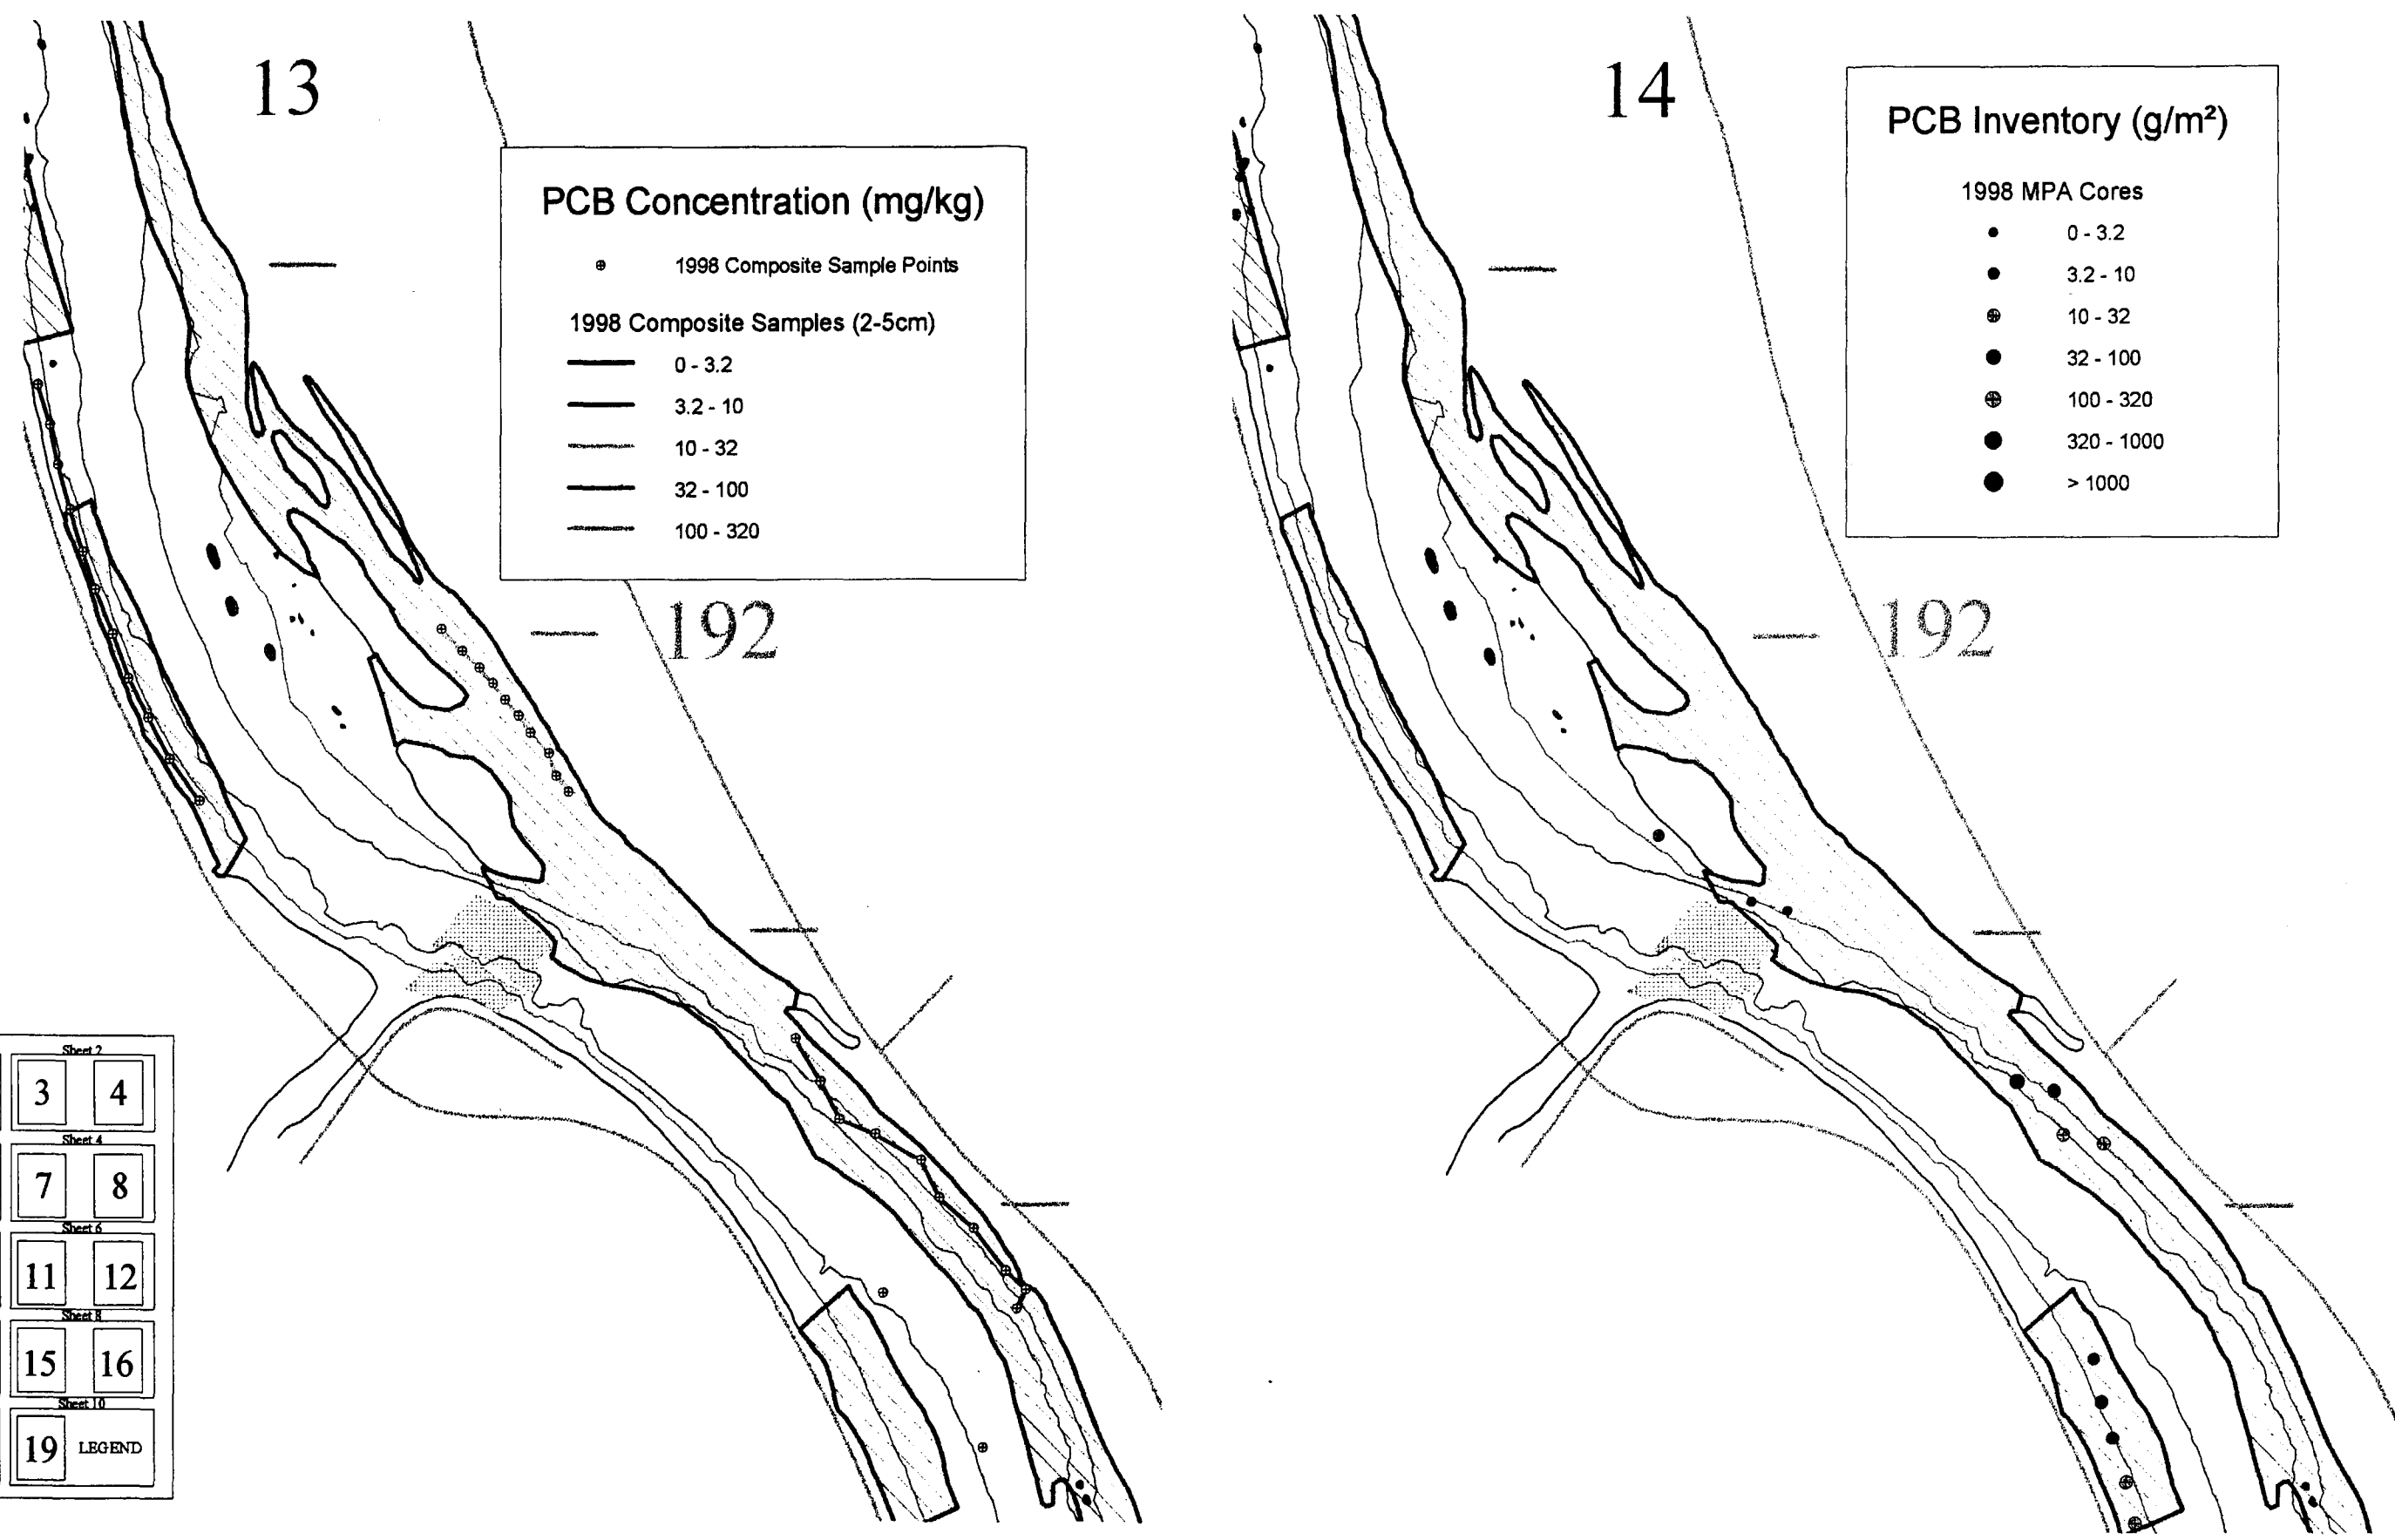 13
PCB Concentration (mg/kg)
1998 Composite Sample Points
1998 Composite Samples (2-5cm)
0 - 3.2
3.2 - 10
10 - 32
32 - 100
100 - 320
192
Sheet 2
3 4
Sheet 4
7 8
Sheet 6
11 12
Sheet 8
15 16
Sheet 10
19 LEGEND
14
PCB Inventory (g/m²)
1998 MPA Cores
0 - 3.2
3.2 - 10
10 - 32
32 - 100
100 - 320
320 - 1000
> 1000
192